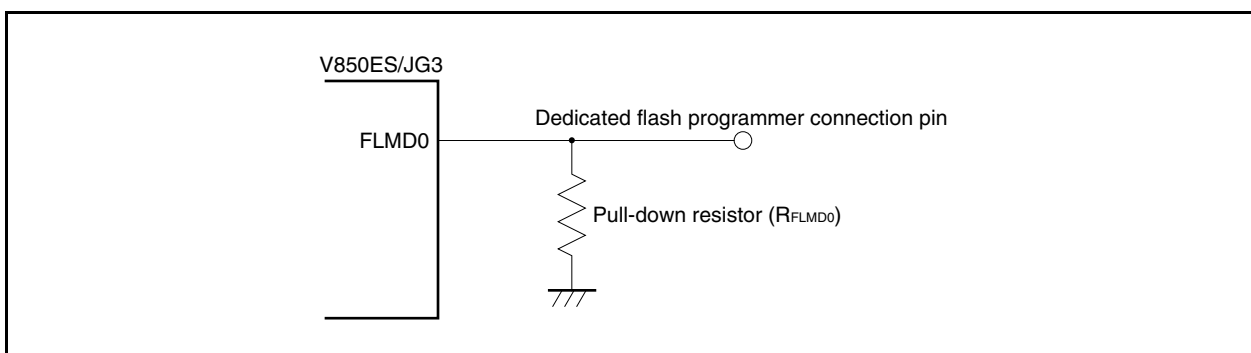 V850ES/JG3
Dedicated flash programmer connection pin
FLMD0
Pull-down resistor (RFLMD0)